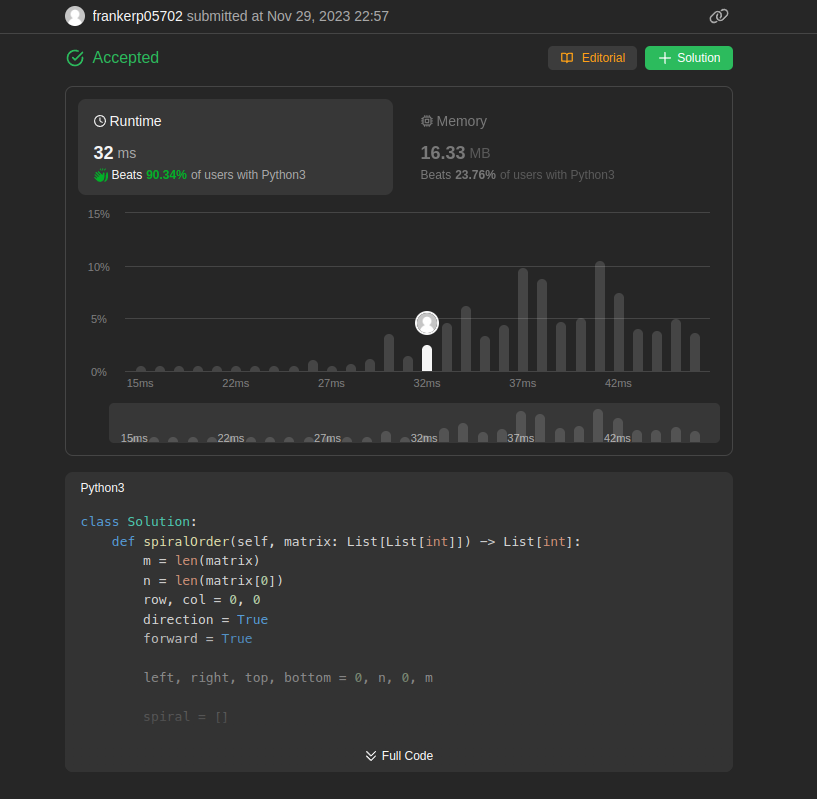 frankerp05702 submitted at Nov 29, 2023 22:57
Accepted
Editorial
Solution
Runtime
32 ms
Beats 90.34% of users with Python3
Memory
16.33 MB
Beats 23.76% of users with Python3
15%
10%
5%
0%
15ms 22ms 27ms 32ms 37ms 42ms
15ms 22ms 27ms 32ms 37ms 42ms
Python3
class Solution:
    def spiralOrder(self, matrix: List[List[int]]) -> List[int]:
        m = len(matrix)
        n = len(matrix[0])
        row, col = 0, 0
        direction = True
        forward = True
        left, right, top, bottom = 0, n, 0, m
        spiral = []
Full Code